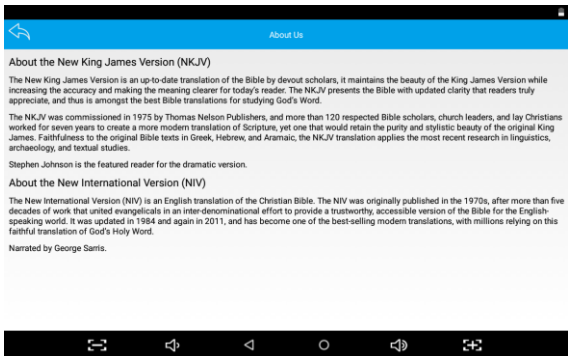 About Us
About the New King James Version (NKJV)
The New King James Version is an up-to-date translation of the Bible by devout scholars, it maintains the beauty of the King James Version while
increasing the accuracy and making the meaning clearer for today's reader. The NKJV presents the Bible with updated clarity that readers truly
appreciate, and thus is amongst the best Bible translations for studying God's Word.
The NKJV was commissioned in 1975 by Thomas Nelson Publishers, and more than 120 respected Bible scholars, church leaders, and lay Christians
worked for seven years to create a more modern translation of Scripture, yet one that would retain the purity and stylistic beauty of the original King
James. Faithfulness to the original Bible texts in Greek, Hebrew, and Aramaic, the NKJV translation applies the most recent research in linguistics,
archaeology, and textual studies.
Stephen Johnson is the featured reader for the dramatic version.
About the New International Version (NIV)
The New International Version (NIV) is an English translation of the Christian Bible. The NIV was originally published in the 1970s, after more than five
decades of work that united evangelicals in an inter-denominational effort to provide a trustworthy, accessible version of the Bible for the English-
speaking world. It was updated in 1984 and again in 2011, and has become one of the best-selling modern translations, with millions relying on this
faithful translation of God's Holy Word.
Narrated by George Sarris.